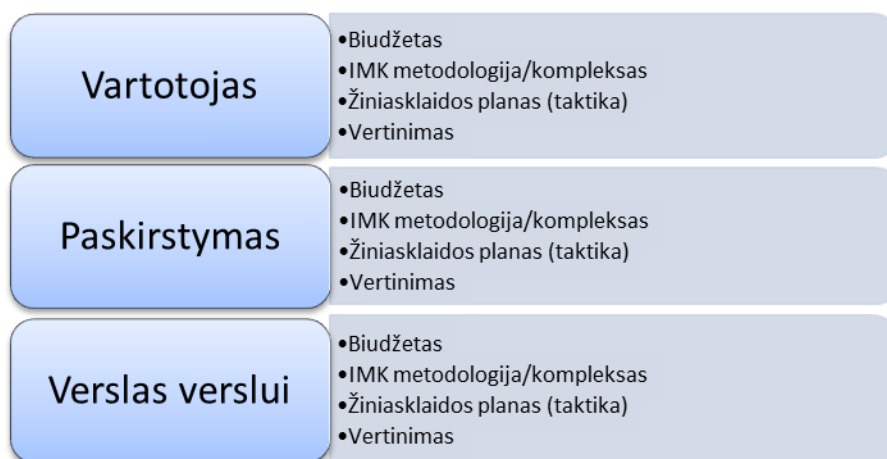 Vartotojas
•Biudžetas
•IMK metodologija/kompleksas
•Žiniasklaidos planas (taktika)
•Vertinimas
Paskirstymas
•Biudžetas
•IMK metodologija/kompleksas
•Žiniasklaidos planas (taktika)
•Vertinimas
Verslas verslui
•Biudžetas
•IMK metodologija/kompleksas
•Žiniasklaidos planas (taktika)
•Vertinimas